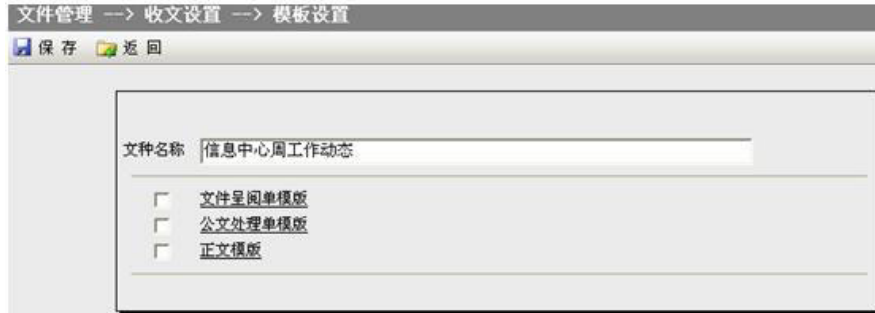 文件管理 --> 收文设置 --> 模板设置
保存 返回
文种名称 信息中心周工作动态
文件呈阅单模版
公文处理单模版
正文模版